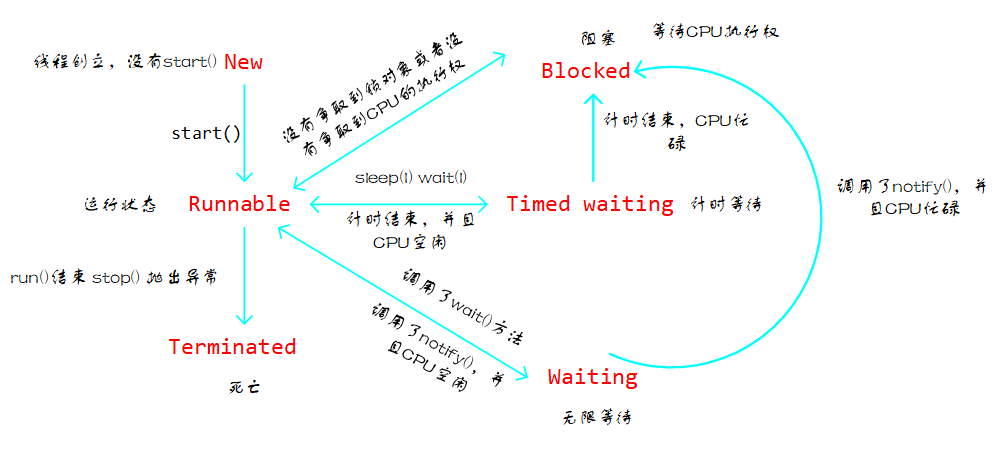 阻塞
等待CPU执行权
线程创立，没有start()
New
Blocked
没有争取到锁对象或者没
有争取到CPU的执行权
start()
计时结束，CPU忙
碌
sleep(1) wait(1)
调用了notify()，并
且CPU忙碌
运行状态
Runnable
Timed waiting
计时等待
计时结束，并且
CPU空闲
run()结束 stop() 抛出异常
调用了wait()方法
调用了notify()，并
且CPU空闲
Terminated
死亡
Waiting
无限等待